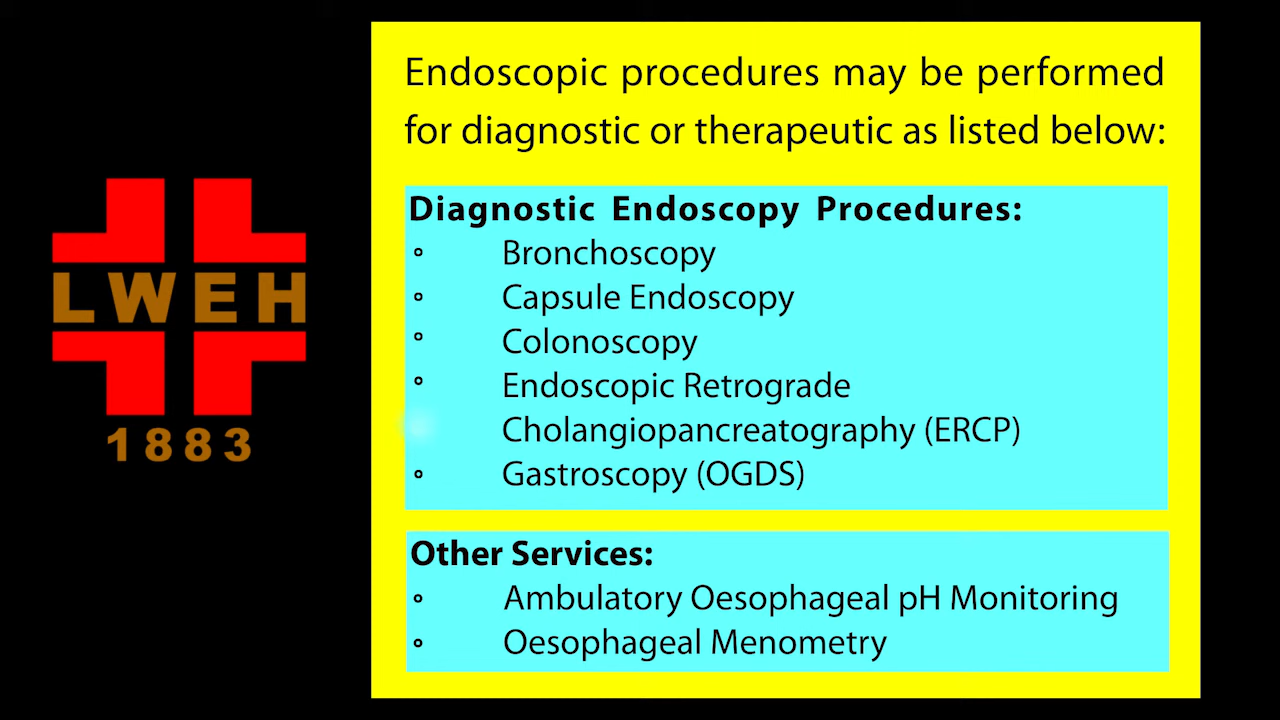 LWEH
1883
Endoscopic procedures may be performed
for diagnostic or therapeutic as listed below:
Diagnostic Endoscopy Procedures:
° Bronchoscopy
° Capsule Endoscopy
° Colonoscopy
° Endoscopic Retrograde
Cholangiopancreatography (ERCP)
° Gastroscopy (OGDS)
Other Services:
° Ambulatory Oesophageal pH Monitoring
° Oesophageal Menometry